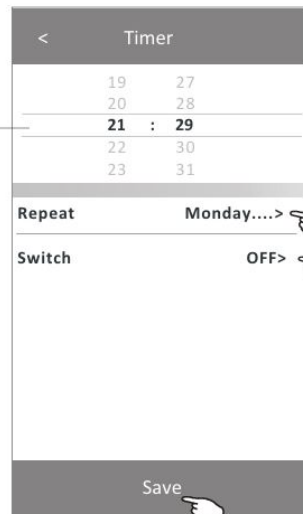 < Timer
19 27
20 28
21 : 29
22 30
23 31
Repeat Monday....>
Switch OFF>
Save